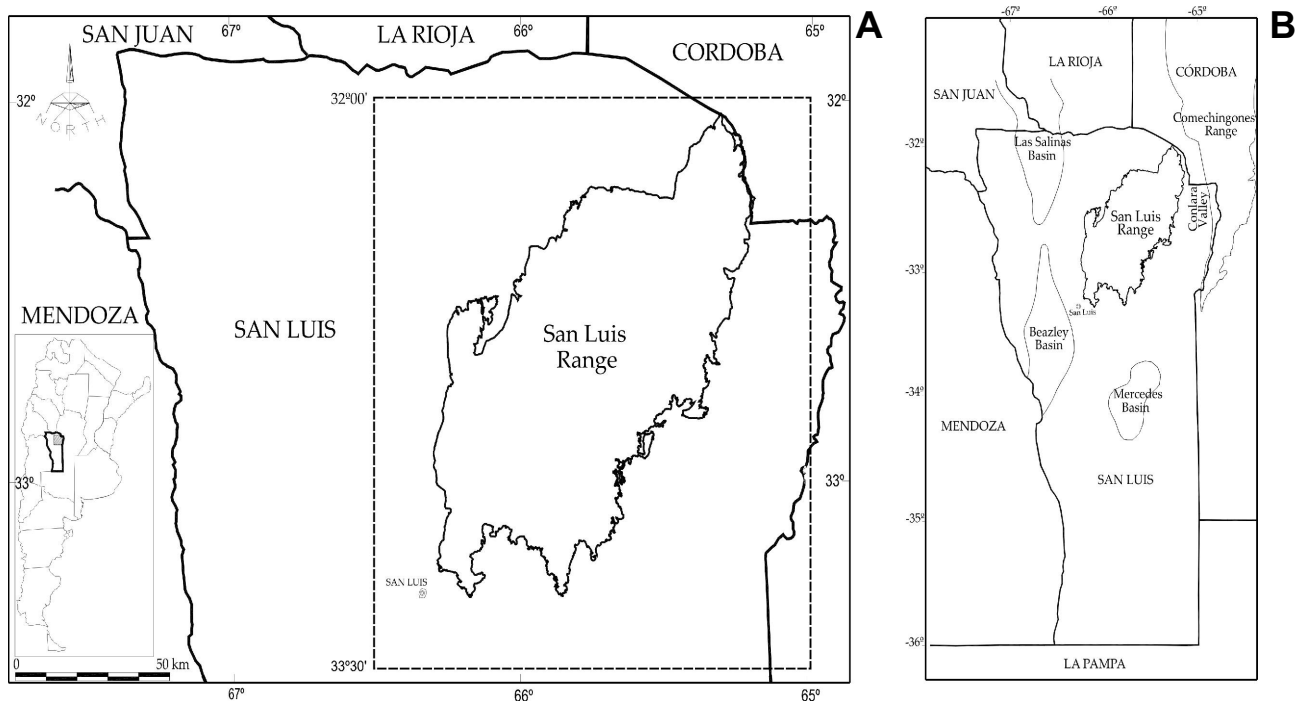 SAN JUAN
67º
LA RIOJA
66º
65º
CORDOBA
A
32º
NORTH
32º00'
32º
MENDOZA
SAN LUIS
San Luis
Range
33º
33º
SAN LUIS
33º30'
0
50 km
67º
66º
65º
-67º
-66º
-65º
B
LA RIOJA
CÓRDOBA
SAN JUAN
Comechingones
Range
-32º
Las Salinas
Basin
Conlara
Valley
San Luis
Range
-33º
San Luis
Beazley
Basin
-34º
Mercedes
Basin
MENDOZA
SAN LUIS
-35º
-36º
LA PAMPA